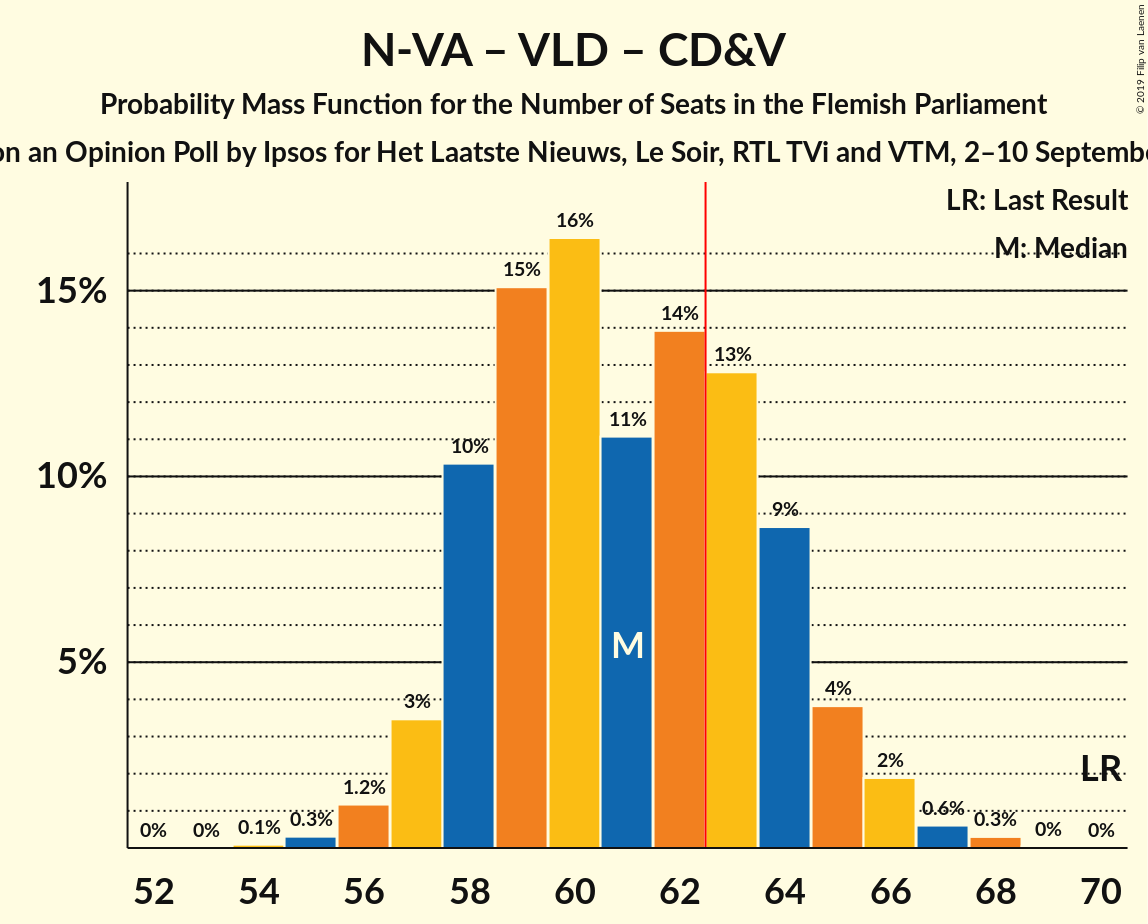 N-VA – VLD – CD&V
Probability Mass Function for the Number of Seats in the Flemish Parliament
on an Opinion Poll by Ipsos for Het Laatste Nieuws, Le Soir, RTL TVi and VTM, 2–10
© 2019 Filip van Laenen
LR: Last Result
M: Median
15%
10%
5%
0% 0% 0.1% 0.3% 1.2% 3% 10% 15% 16% 11% 14% 13% 9% 4% 2% 0.6% 0.3% 0% 0%
M
LR
52 54 56 58 60 62 64 66 68 70